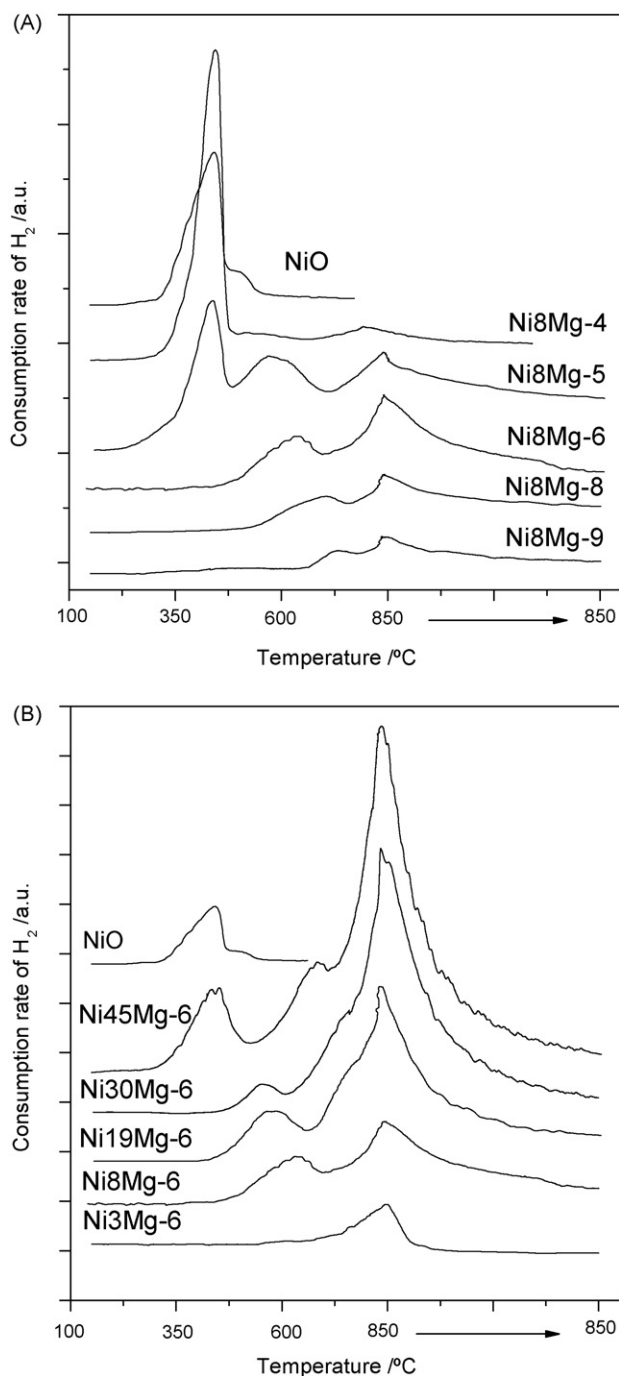 (A)
Consumption rate of H2 /a.u.
NiO
Ni8Mg-4
Ni8Mg-5
Ni8Mg-6
Ni8Mg-8
Ni8Mg-9
100 350 600 850 850
Temperature /ºC
(B)
Consumption rate of H2 /a.u.
NiO
Ni45Mg-6
Ni30Mg-6
Ni19Mg-6
Ni8Mg-6
Ni3Mg-6
100 350 600 850 850
Temperature /ºC